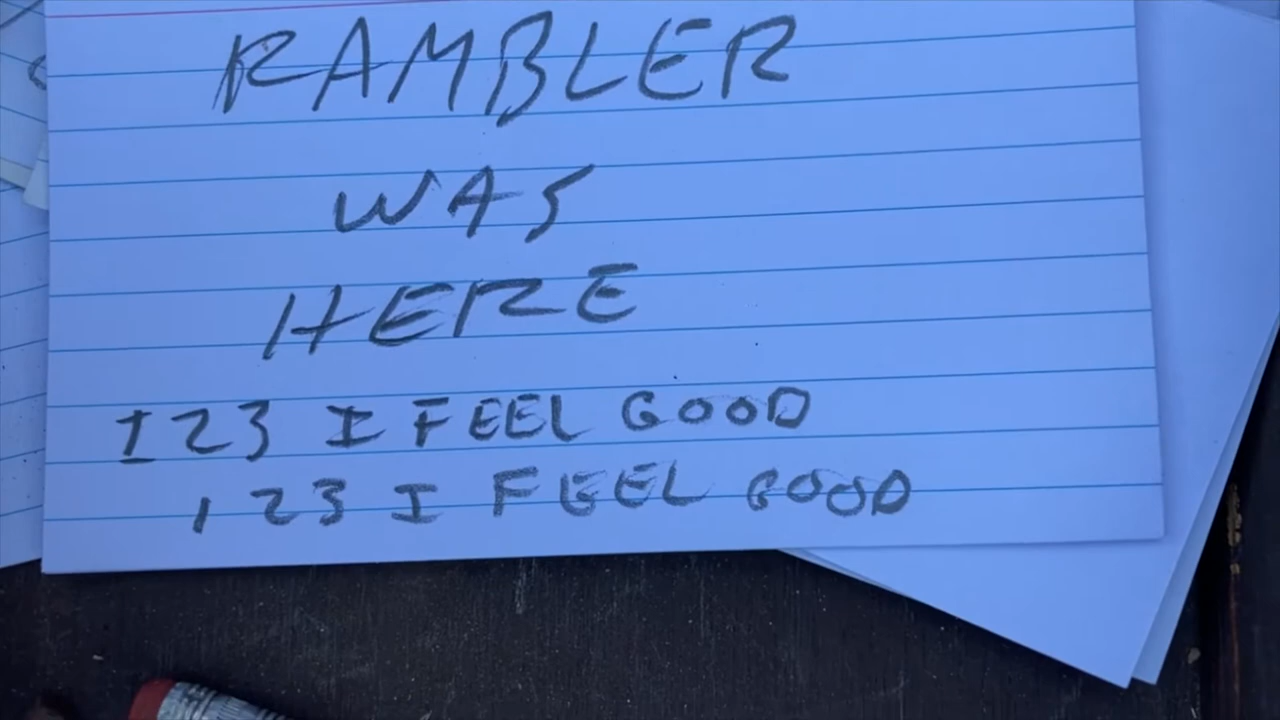 RAMBLER
WAS
HERE
123 I FEEL GOOD
123 I FEEL GOOD